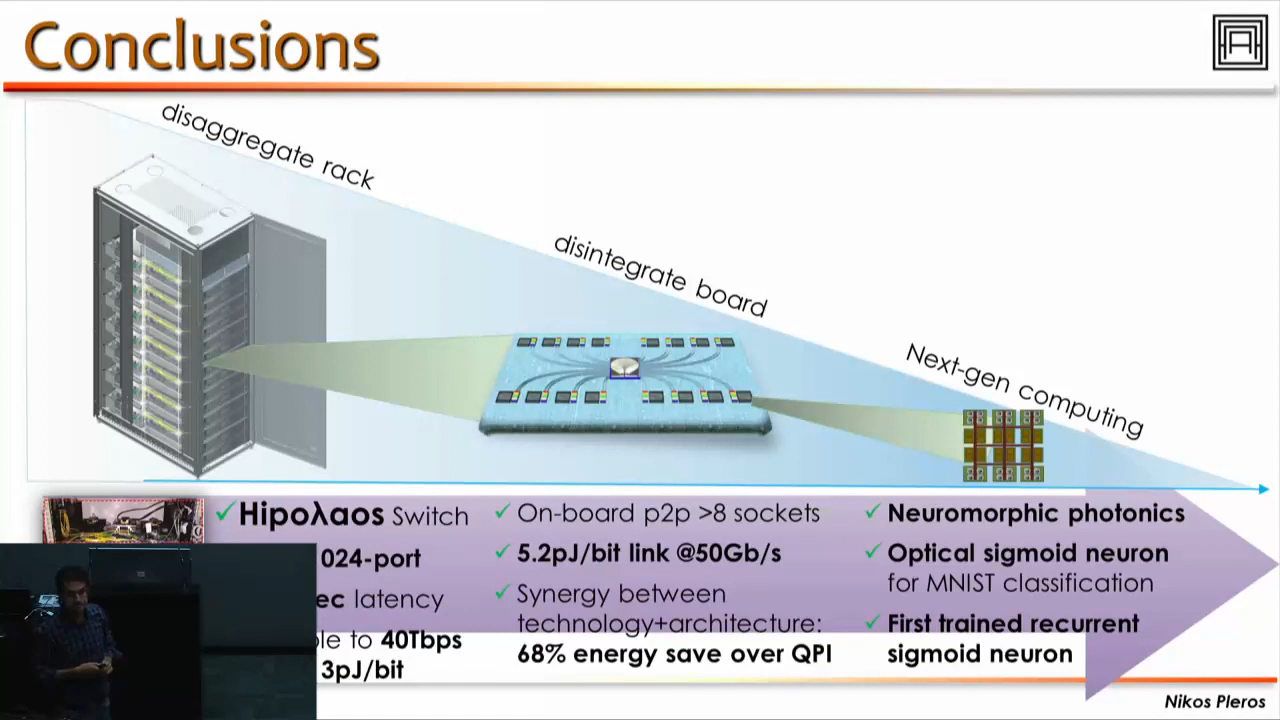 Conclusions
disaggregate rack
disintegrate board
Next-gen computing
✓ Hipoλaos Switch
024-port
ec latency
ple to 40Tbps
3pJ/bit
✓ On-board p2p >8 sockets
✓ 5.2pJ/bit link @50Gb/s
✓ Synergy between
technology+architecture:
68% energy save over QPI
✓ Neuromorphic photonics
✓ Optical sigmoid neuron
for MNIST classification
✓ First trained recurrent
sigmoid neuron
Nikos Pleros